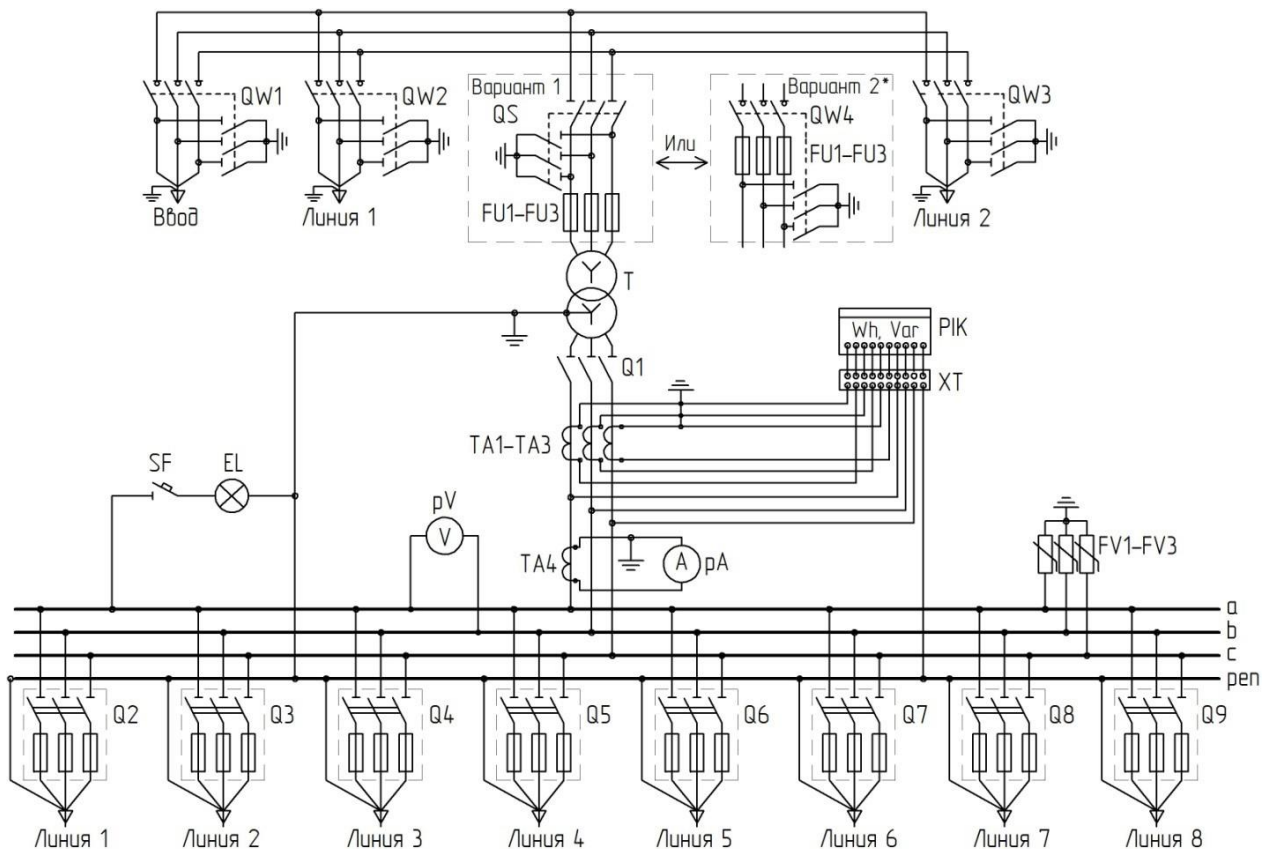 Вариант 1
Вариант 2*
QW1
QW2
QS
QW4
QW3
Или
FU1-FU3
FU1-FU3
Ввод
Линия 1
Линия 2
T
Wh, Var
PIK
Q1
XT
TA1-TA3
SF
EL
pV
V
TA4
A
pA
FV1-FV3
a
b
c
pen
Q2
Q3
Q4
Q5
Q6
Q7
Q8
Q9
Линия 1
Линия 2
Линия 3
Линия 4
Линия 5
Линия 6
Линия 7
Линия 8